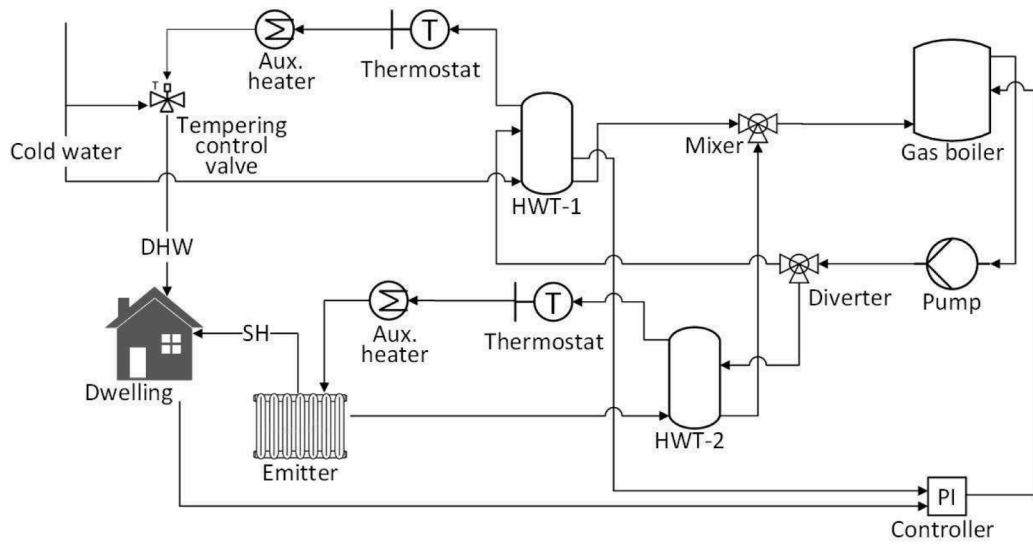 Aux.
heater
T
Thermostat
T
Tempering
control
valve
Cold water
HWT-1
Mixer
Gas boiler
DHW
Diverter
Pump
Aux.
heater
T
Thermostat
SH
Dwelling
HWT-2
Emitter
PI
Controller